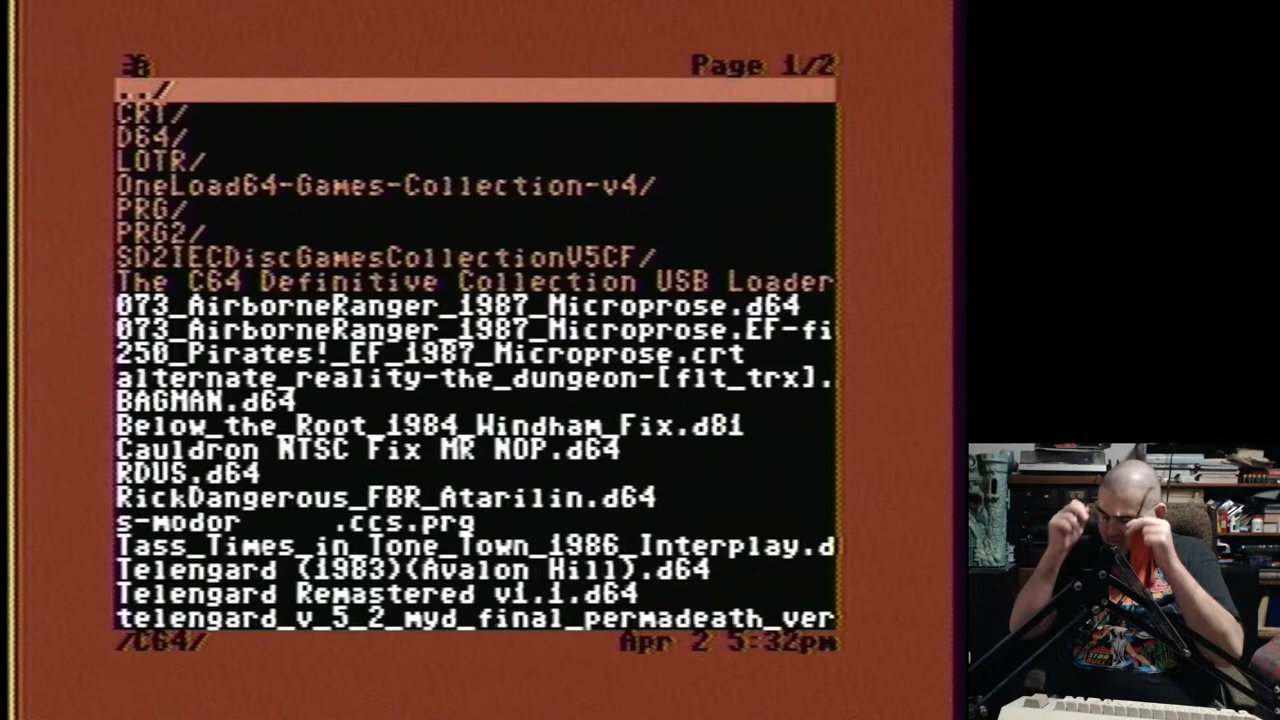 Page 1/2
../
CRT/
D64/
LOTR/
OneLoad64-Games-Collection-v4/
PRG/
PRG2/
SD2IECDiscGamesCollectionV5CF/
The C64 Definitive Collection USB Loader
073_AirborneRanger_1987_Microprose.d64
073_AirborneRanger_1987_Microprose.EF-fi
250_Pirates!_EF_1987_Microprose.crt
alternate_reality-the_dungeon-[flt_trx].
BAGMAN.d64
Below_the_Root_1984_Windham_Fix.d81
Cauldron NTSC Fix MR NOP.d64
RDUS.d64
RickDangerous_FBR_Atarilin.d64
s-modor     .ccs.prg
Tass_Times_in_Tone_Town_1986_Interplay.d
Telengard (1983)(Avalon Hill).d64
Telengard Remastered v1.1.d64
telengard_v_5_2_myd_final_permadeath_ver
/C64/ Apr 2 5:32pm